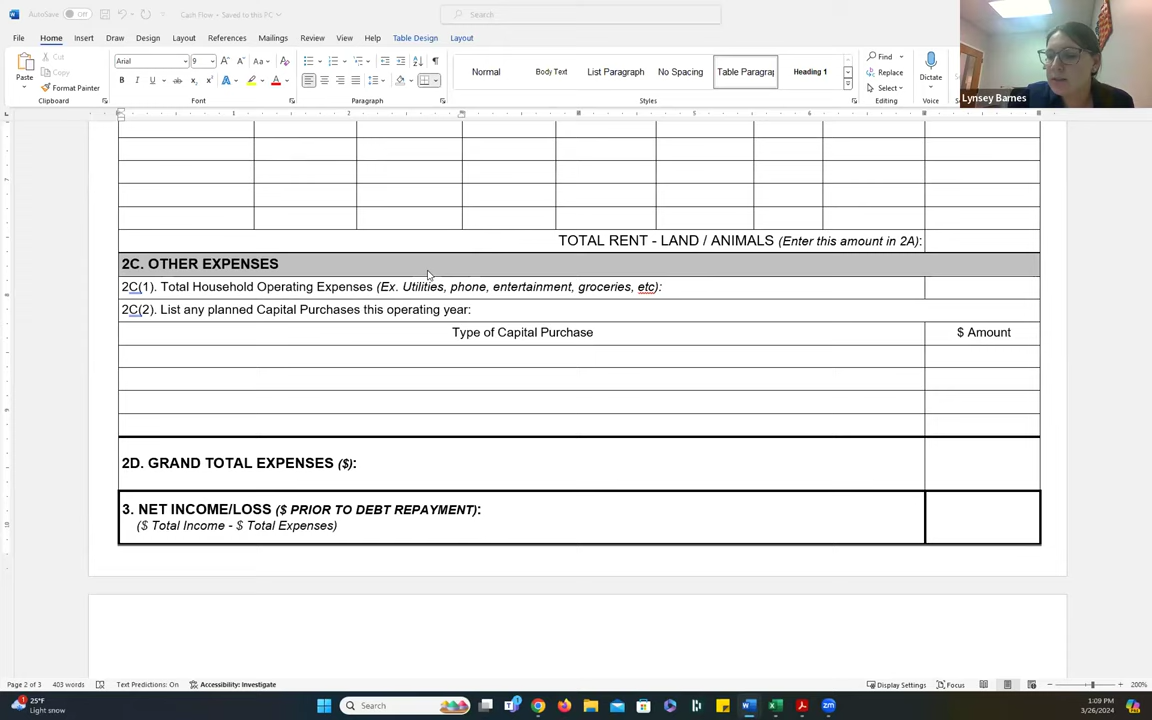 AutoSave Off Cash Flow • Saved to this PC Search
File Home Insert Draw Design Layout References Mailings Review View Help Table Design Layout
Paste Cut Copy Format Painter Arial 9 Normal Body Text List Paragraph No Spacing Table Paragraph Heading 1 Find Replace Select Dictate
Clipboard Font Paragraph Styles Editing Voice
Lynsey Barnes
TOTAL RENT - LAND / ANIMALS (Enter this amount in 2A):
2C. OTHER EXPENSES
2C(1). Total Household Operating Expenses (Ex. Utilities, phone, entertainment, groceries, etc):
2C(2). List any planned Capital Purchases this operating year:
Type of Capital Purchase $ Amount
2D. GRAND TOTAL EXPENSES ($):
3. NET INCOME/LOSS ($ PRIOR TO DEBT REPAYMENT):
($ Total Income - $ Total Expenses)
Page 2 of 3 403 words Text Predictions: On Accessibility: Investigate Display Settings Focus 200%
25°F
Light snow
Search
1:09 PM
3/26/2024